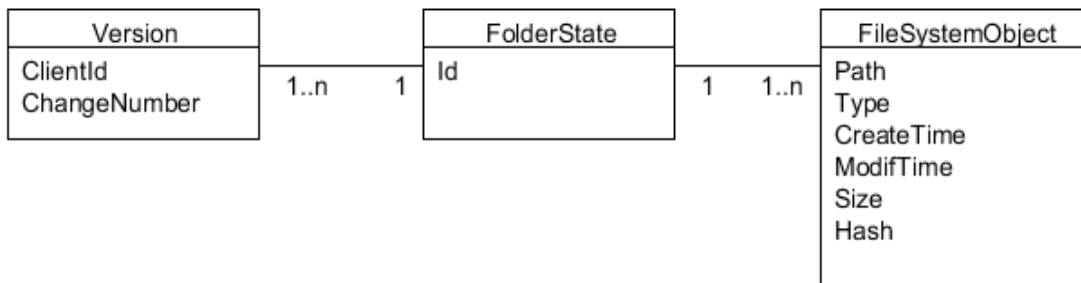 Version
ClientId
ChangeNumber
1..n
1
FolderState
Id
1
1..n
FileSystemObject
Path
Type
CreateTime
ModifTime
Size
Hash